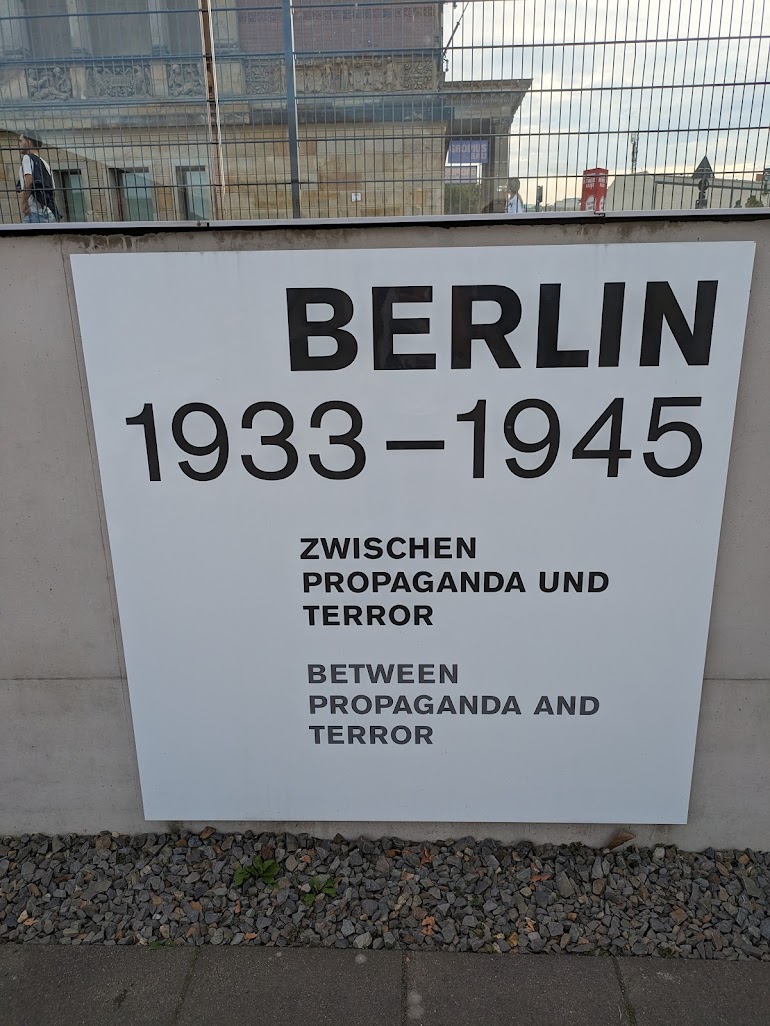 BERLIN
1933–1945
ZWISCHEN
PROPAGANDA UND
TERROR
BETWEEN
PROPAGANDA AND
TERROR